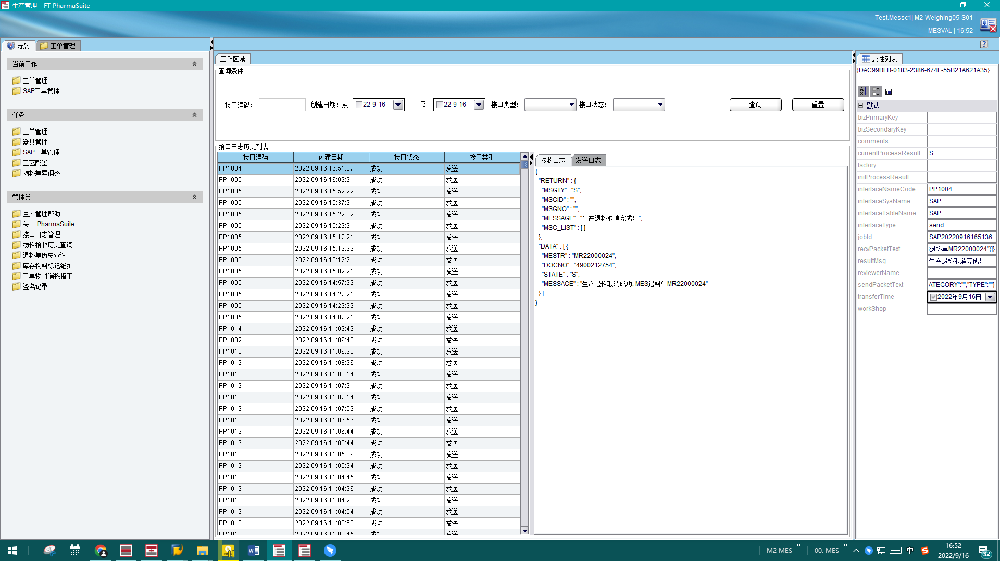 生产管理 - FT PharmaSuite
---Test.Messc1| M2-Weighing05-S01
MESVAL | 16:52
导航
工单管理
当前工作
工单管理
SAP工单管理
任务
工单管理
器具管理
SAP工单管理
工艺配置
物料差异调整
管理员
生产管理帮助
关于 PharmaSuite
接口日志管理
物料接收历史查询
退料单历史查询
库存物料标记维护
工单物料消耗报工
签名记录
工作区域
查询条件
接口编码：
创建日期：从 22-9-16 到 22-9-16 接口类型： 接口状态： 查询 重置
接口日志历史列表
接口编码 创建日期 接口状态 接口类型
PP1004 2022.09.16 16:51:37 成功 发送
PP1005 2022.09.16 16:02:21 成功 发送
PP1005 2022.09.16 15:52:22 成功 发送
PP1005 2022.09.16 15:37:21 成功 发送
PP1005 2022.09.16 15:22:32 成功 发送
PP1005 2022.09.16 15:22:21 成功 发送
PP1005 2022.09.16 15:17:21 成功 发送
PP1005 2022.09.16 15:12:32 成功 发送
PP1005 2022.09.16 15:12:21 成功 发送
PP1005 2022.09.16 15:02:21 成功 发送
PP1005 2022.09.16 14:57:23 成功 发送
PP1005 2022.09.16 14:27:21 成功 发送
PP1005 2022.09.16 14:22:22 成功 发送
PP1005 2022.09.16 14:07:21 成功 发送
PP1014 2022.09.16 11:09:43 成功 发送
PP1002 2022.09.16 11:09:43 成功 发送
PP1013 2022.09.16 11:09:28 成功 发送
PP1013 2022.09.16 11:08:26 成功 发送
PP1013 2022.09.16 11:08:14 成功 发送
PP1013 2022.09.16 11:07:21 成功 发送
PP1013 2022.09.16 11:07:14 成功 发送
PP1013 2022.09.16 11:07:03 成功 发送
PP1013 2022.09.16 11:06:56 成功 发送
PP1013 2022.09.16 11:06:44 成功 发送
PP1013 2022.09.16 11:05:44 成功 发送
PP1013 2022.09.16 11:05:39 成功 发送
PP1013 2022.09.16 11:05:34 成功 发送
PP1013 2022.09.16 11:04:45 成功 发送
PP1013 2022.09.16 11:04:36 成功 发送
PP1013 2022.09.16 11:04:28 成功 发送
PP1013 2022.09.16 11:04:04 成功 发送
PP1013 2022.09.16 11:03:58 成功 发送
PP1013 2022.09.16 11:03:45 成功 发送
接收日志 发送日志
{
"RETURN" : {
"MSGTY" : "S",
"MSGID" : "",
"MSGNO" : "",
"MESSAGE" : "生产退料取消完成！",
"MSG_LIST" : [ ]
},
"DATA" : [ {
"MESTR" : "MR22000024",
"DOCNO" : "4900212754",
"STATE" : "S",
"MESSAGE" : "生产退料取消成功, MES退料单MR22000024"
} ]
}
属性列表
{DAC99BFB-0183-2386-674F-55B21A621A35}
默认
bizPrimaryKey
bizSecondaryKey
comments
currentProcessResult S
factory
initProcessResult
interfaceNameCode PP1004
interfaceSysName SAP
interfaceTableName SAP
interfaceType send
jobId SAP20220916165136
recvPacketText 退料单MR22000024"}]}
resultMsg 生产退料取消完成！
reviewerName
sendPacketText ATEGORY":"","TYPE":""}
transferTime 2022年9月16日
workShop
M2 MES
00. MES
中
16:52
2022/9/16
32